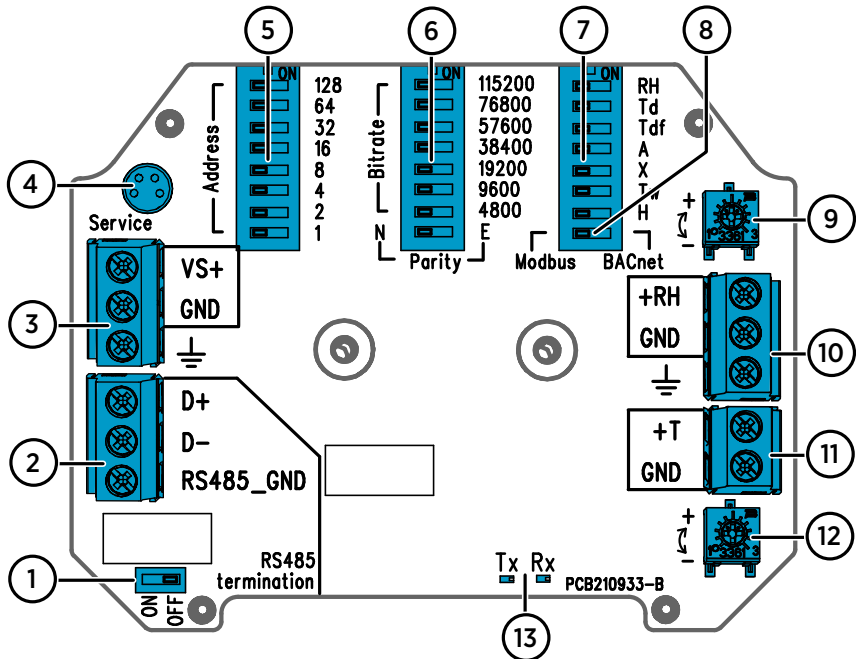 5
6
7
8
ON
ON
ON
128
64
32
16
8
4
2
1
Address
115200
76800
57600
38400
19200
9600
4800
Bitrate
N
E
Parity
RH
Td
Tdf
A
X
Tw
H
Modbus
BACnet
4
Service
3
VS+
GND
2
D+
D-
RS485_GND
1
ON
OFF
RS485
termination
Tx
Rx
13
PCB210933-B
+
-
9
+RH
GND
10
+T
GND
11
+
-
12